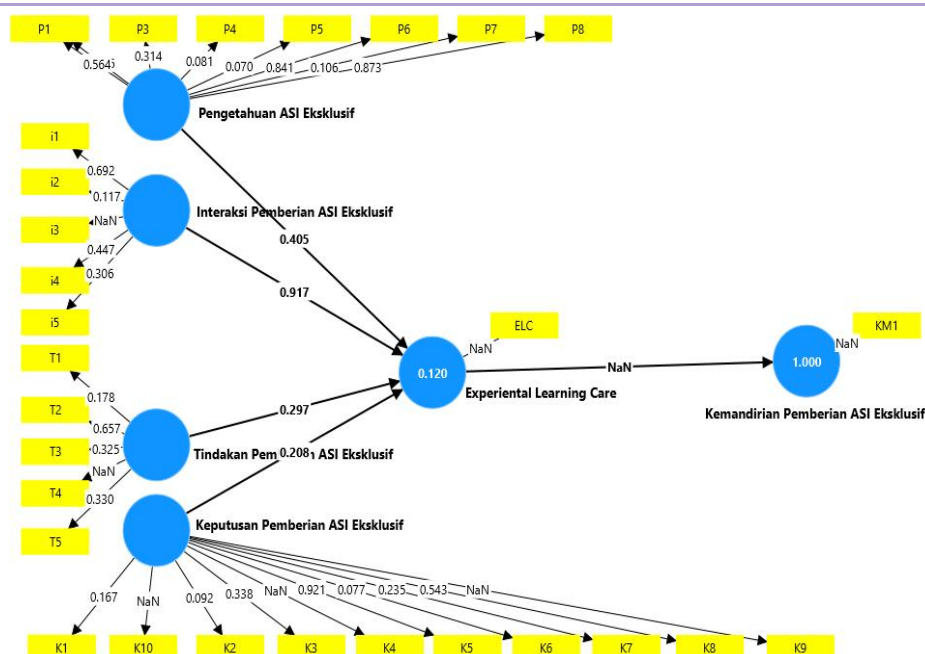 P1 P3 P4 P5 P6 P7 P8
0.314 0.081 0.070 0.841 0.106 0.873
Pengetahuan ASI Eksklusif
i1
0.692
i2
0.117
Interaksi Pemberian ASI Eksklusif
i3
NaN
0.447
0.405
i4
0.306
0.917
i5
ELC
KM1
NaN
NaN
T1
0.120
NaN
1.000
0.178
Experiental Learning Care
T2
0.657
0.297
Kemandirian Pemberian ASI Eksklusif
T3
0.325
Tindakan ASI Eksklusif
0.208
NaN
T4
0.330
T5
Keputusan Pemberian ASI Eksklusif
0.167 NaN 0.092 0.338 NaN 0.921 0.077 0.235 0.543 NaN
K1 K10 K2 K3 K4 K5 K6 K7 K8 K9